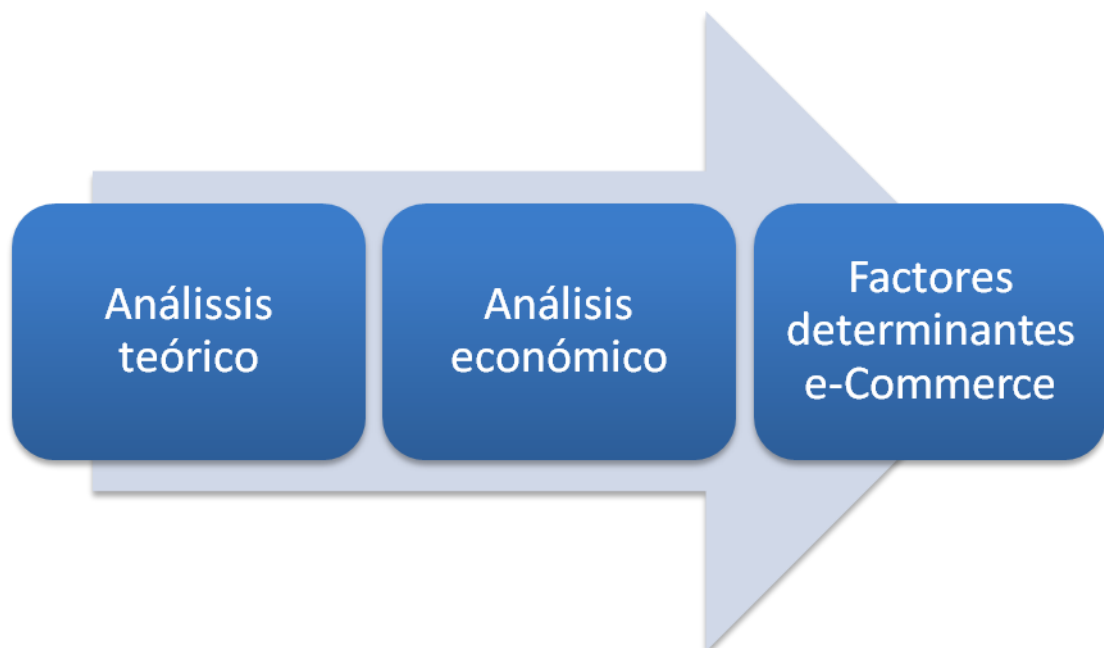 Análissis
teórico
Análisis
económico
Factores
determinantes
e-Commerce